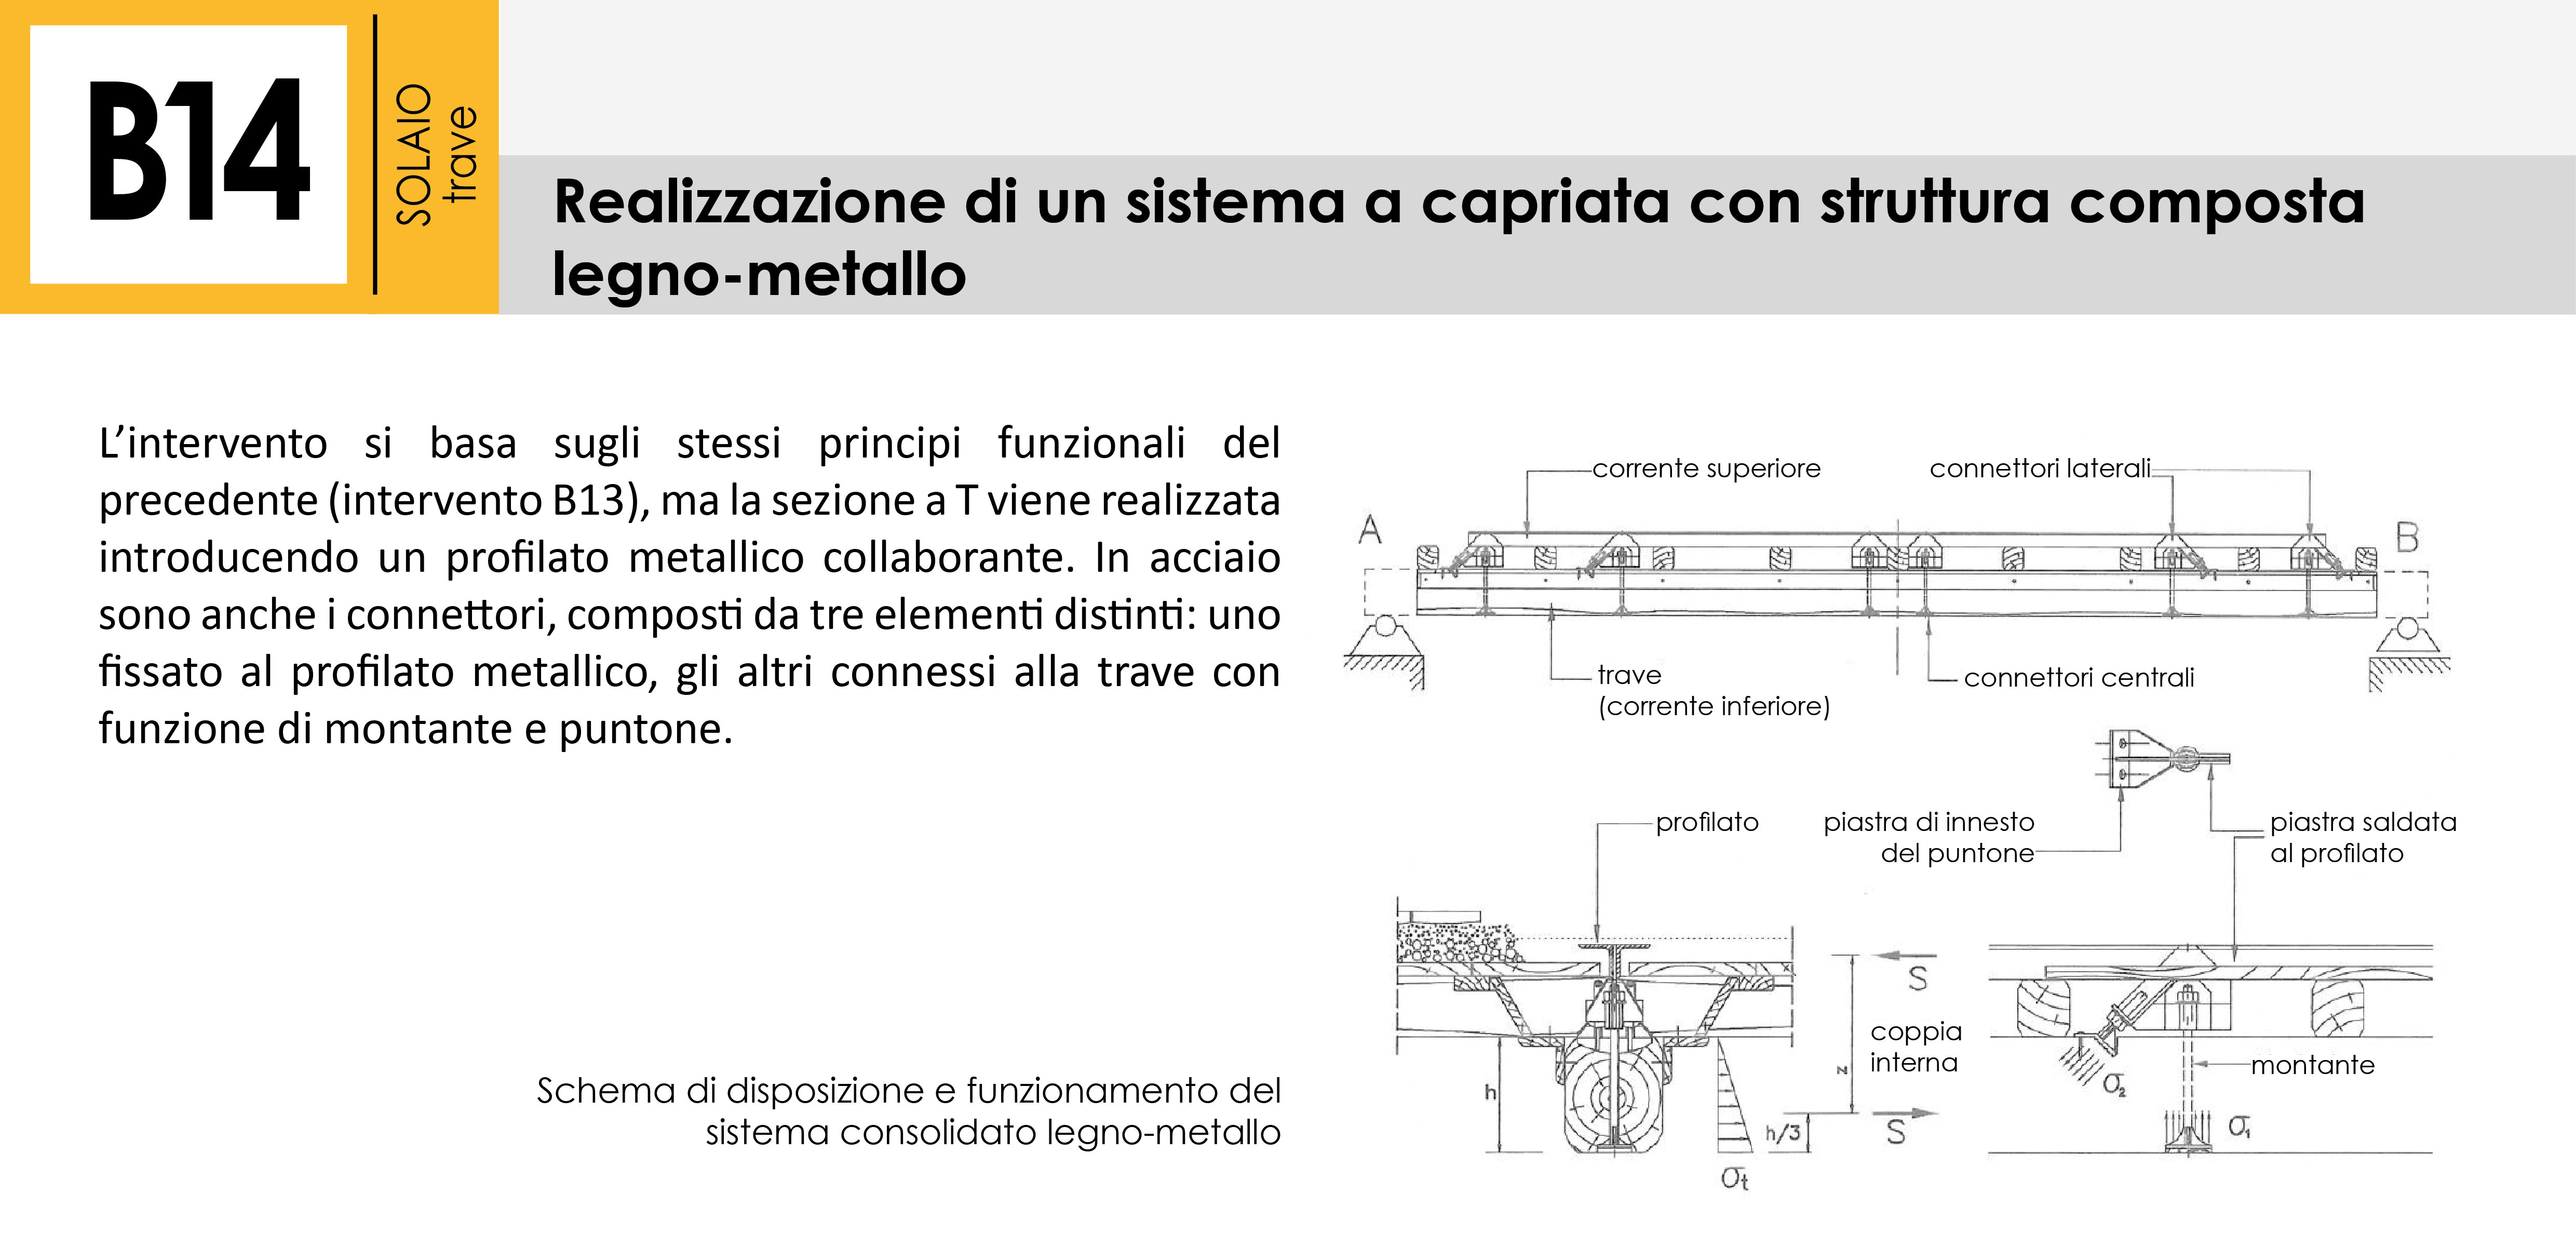 B14
SOLAIO
trave
Realizzazione di un sistema a capriata con struttura composta
legno-metallo
L’intervento si basa sugli stessi principi funzionali del
precedente (intervento B13), ma la sezione a T viene realizzata
introducendo un profilato metallico collaborante. In acciaio
sono anche i connettori, composti da tre elementi distinti: uno
fissato al profilato metallico, gli altri connessi alla trave con
funzione di montante e puntone.
Schema di disposizione e funzionamento del
sistema consolidato legno-metallo
corrente superiore
connettori laterali
A
B
trave
(corrente inferiore)
connettori centrali
profilato
piastra di innesto
del puntone
piastra saldata
al profilato
S
coppia
interna
z
h
h/3
S
σt
montante
σ2
σ1